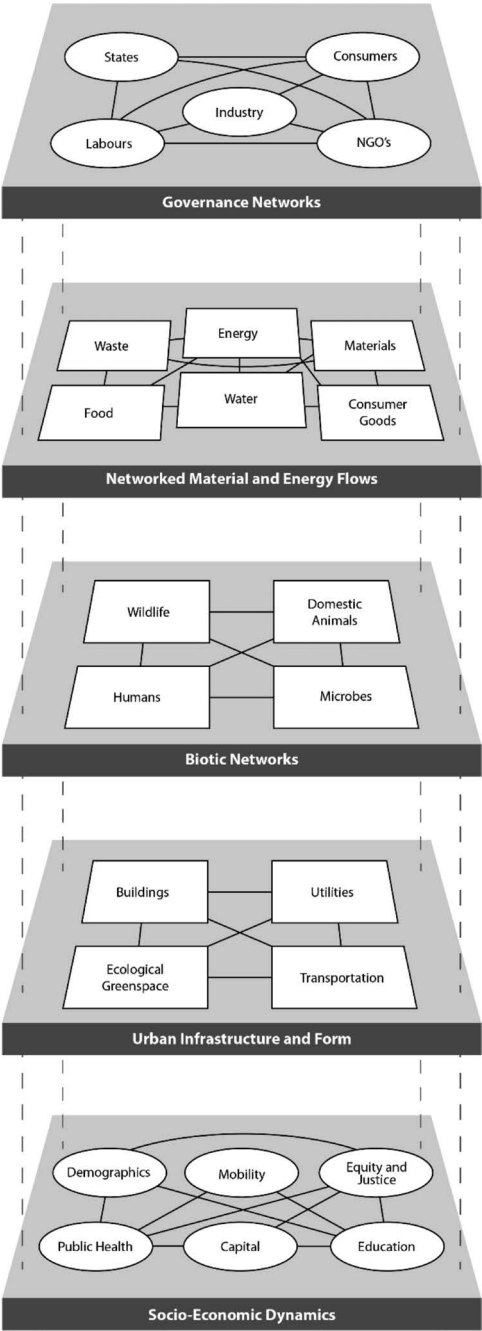 States
Consumers
Industry
Labours
NGO's
Governance Networks
Waste
Energy
Materials
Food
Water
Consumer
Goods
Networked Material and Energy Flows
Wildlife
Domestic
Animals
Humans
Microbes
Biotic Networks
Buildings
Utilities
Ecological
Greenspace
Transportation
Urban Infrastructure and Form
Demographics
Mobility
Equity and
Justice
Public Health
Capital
Education
Socio-Economic Dynamics